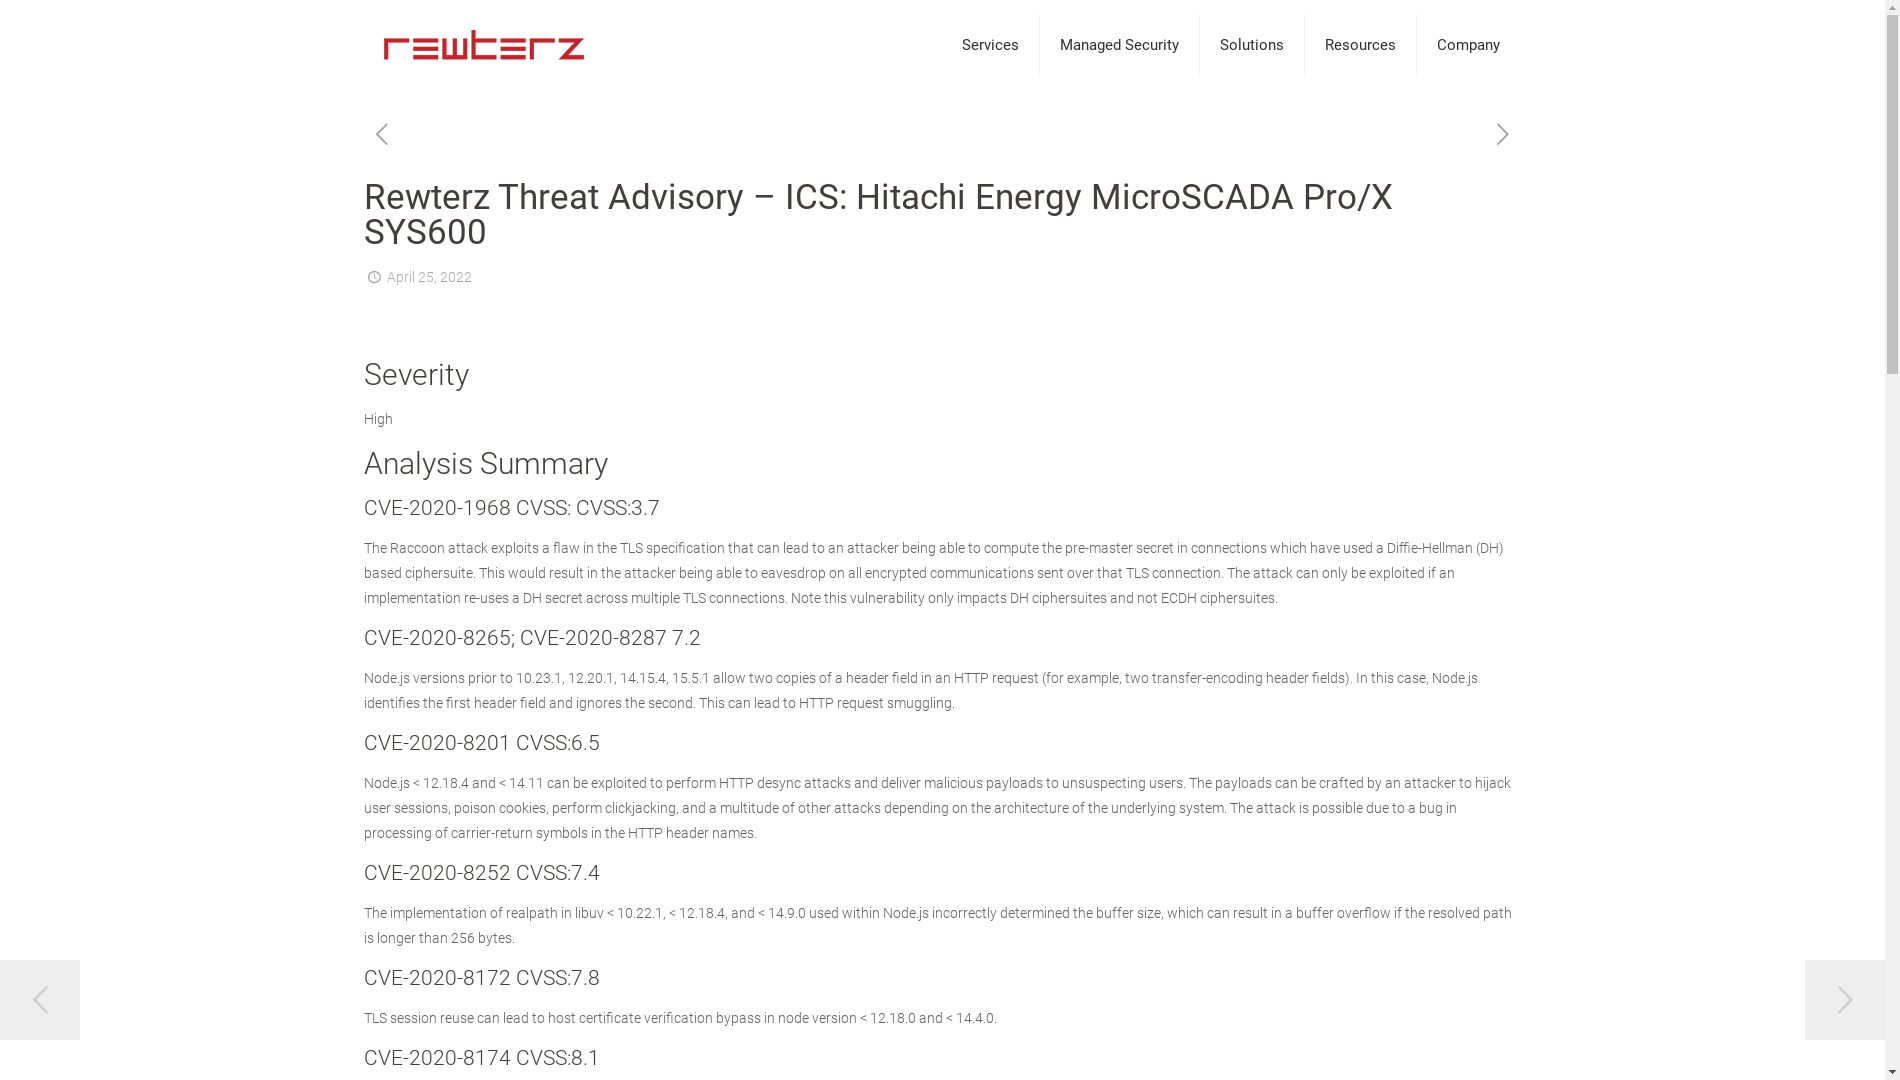 rewterz
Services
Managed Security
Solutions
Resources
Company
Rewterz Threat Advisory – ICS: Hitachi Energy MicroSCADA Pro/X
SYS600
April 25, 2022
Severity
High
Analysis Summary
CVE-2020-1968 CVSS: CVSS:3.7
The Raccoon attack exploits a flaw in the TLS specification that can lead to an attacker being able to compute the pre-master secret in connections which have used a Diffie-Hellman (DH)
based ciphersuite. This would result in the attacker being able to eavesdrop on all encrypted communications sent over that TLS connection. The attack can only be exploited if an
implementation re-uses a DH secret across multiple TLS connections. Note this vulnerability only impacts DH ciphersuites and not ECDH ciphersuites.
CVE-2020-8265; CVE-2020-8287 7.2
Node.js versions prior to 10.23.1, 12.20.1, 14.15.4, 15.5.1 allow two copies of a header field in an HTTP request (for example, two transfer-encoding header fields). In this case, Node.js
identifies the first header field and ignores the second. This can lead to HTTP request smuggling.
CVE-2020-8201 CVSS:6.5
Node.js < 12.18.4 and < 14.11 can be exploited to perform HTTP desync attacks and deliver malicious payloads to unsuspecting users. The payloads can be crafted by an attacker to hijack
user sessions, poison cookies, perform clickjacking, and a multitude of other attacks depending on the architecture of the underlying system. The attack is possible due to a bug in
processing of carrier-return symbols in the HTTP header names.
CVE-2020-8252 CVSS:7.4
The implementation of realpath in libuv < 10.22.1, < 12.18.4, and < 14.9.0 used within Node.js incorrectly determined the buffer size, which can result in a buffer overflow if the resolved path
is longer than 256 bytes.
CVE-2020-8172 CVSS:7.8
TLS session reuse can lead to host certificate verification bypass in node version < 12.18.0 and < 14.4.0.
CVE-2020-8174 CVSS:8.1